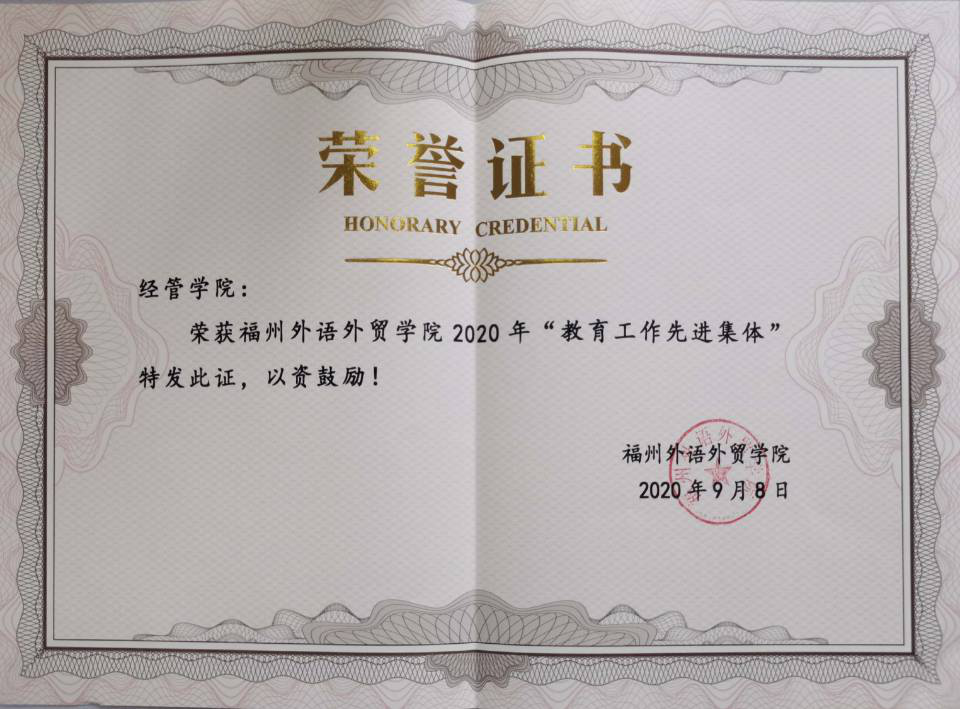 荣誉证书
HONORARY CREDENTIAL
经管学院：
荣获福州外语外贸学院2020年“教育工作先进集体”
特发此证，以资鼓励！
福州外语外贸学院
2020年9月8日